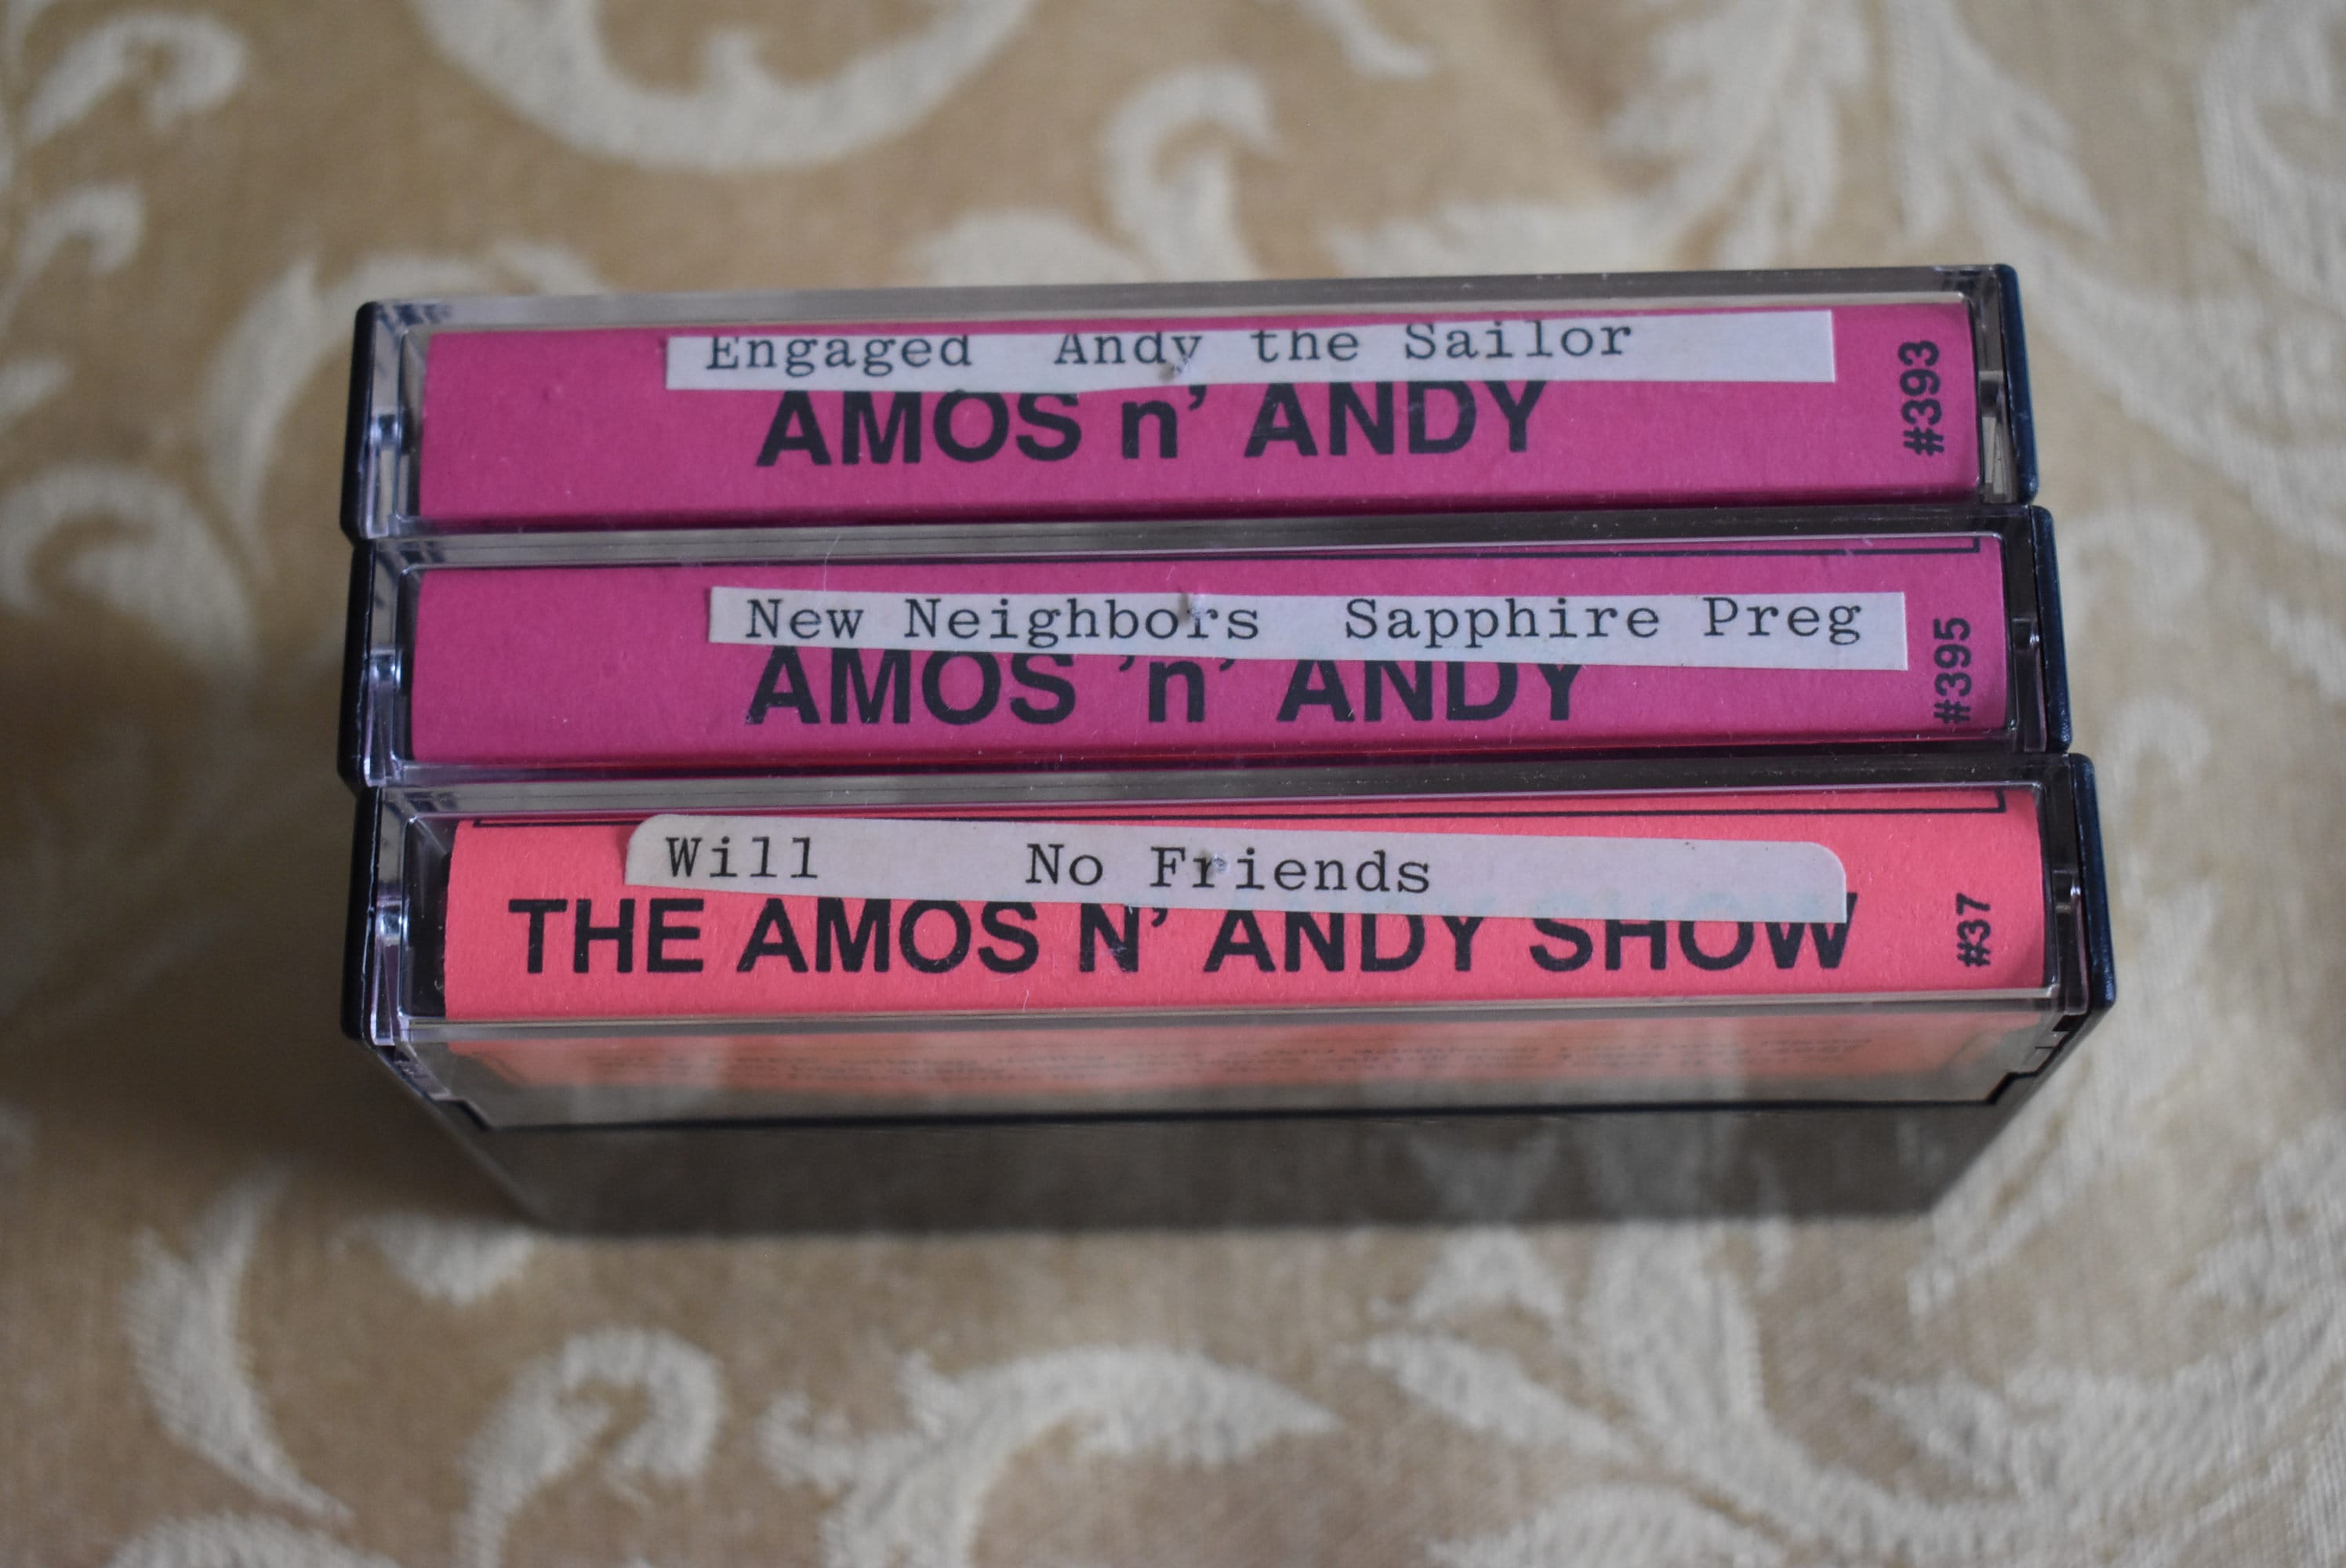 Engaged Andy the Sailor
AMOS n' ANDY
#393
New Neighbors Sapphire Preg
AMOS 'n' ANDY
#395
Will No Friends
THE AMOS N' ANDY SHOW
#37